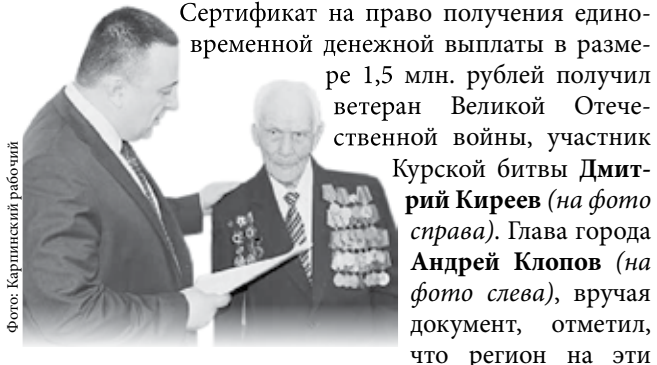 Сертификат на право получения едино-
временной денежной выплаты в разме-
ре 1,5 млн. рублей получил
ветеран Великой Отече-
ственной войны, участник
Курской битвы Дмит-
рий Киреев (на фото
справа). Глава города
Андрей Клопов (на
фото слева), вручая
документ, отметил,
что регион на эти
Фото: Карпинский рабочий